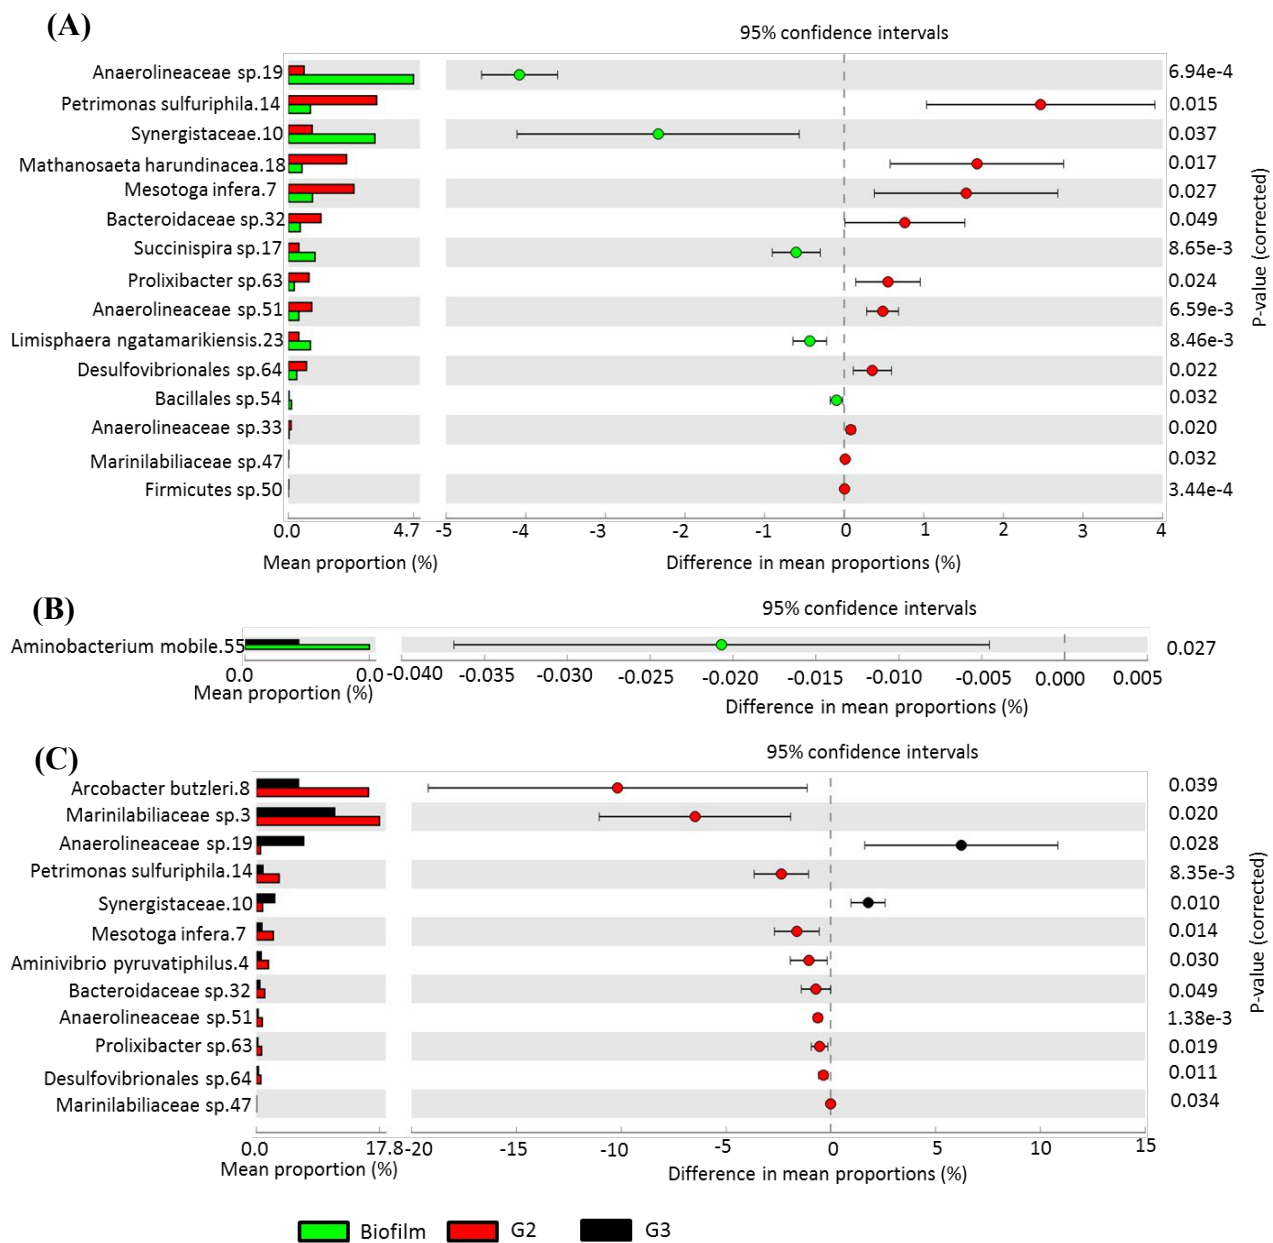 (A)
95% confidence intervals
Anaerolineaceae sp.19 6.94e-4
Petrimonas sulfuriphila.14 0.015
Synergistaceae.10 0.037
Mathanosaeta harundinacea.18 0.017
Mesotoga infera.7 0.027
Bacteroidaceae sp.32 0.049
Succinispira sp.17 8.65e-3
Prolixibacter sp.63 0.024
Anaerolineaceae sp.51 6.59e-3
Limisphaera ngatamarikiensis.23 8.46e-3
Desulfovibrionales sp.64 0.022
Bacillales sp.54 0.032
Anaerolineaceae sp.33 0.020
Marinilabiliaceae sp.47 0.032
Firmicutes sp.50 3.44e-4
P-value (corrected)
0.0 4.7 -5 -4 -3 -2 -1 0 1 2 3 4
Mean proportion (%) Difference in mean proportions (%)
(B)
95% confidence intervals
Aminobacterium mobile.55 0.027
0.0 0.0 -0.040 -0.035 -0.030 -0.025 -0.020 -0.015 -0.010 -0.005 0.000 0.005
Mean proportion (%) Difference in mean proportions (%)
(C)
95% confidence intervals
Arcobacter butzleri.8 0.039
Marinilabiliaceae sp.3 0.020
Anaerolineaceae sp.19 0.028
Petrimonas sulfuriphila.14 8.35e-3
Synergistaceae.10 0.010
Mesotoga infera.7 0.014
Aminivibrio pyruvatiphilus.4 0.030
Bacteroidaceae sp.32 0.049
Anaerolineaceae sp.51 1.38e-3
Prolixibacter sp.63 0.019
Desulfovibrionales sp.64 0.011
Marinilabiliaceae sp.47 0.034
P-value (corrected)
0.0 17.8 -20 -15 -10 -5 0 5 10 15
Mean proportion (%) Difference in mean proportions (%)
Biofilm G2 G3